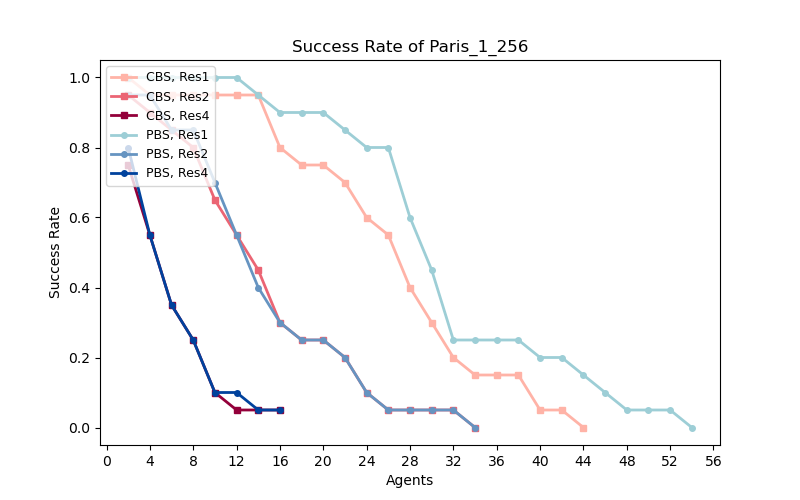 Success Rate of Paris_1_256
CBS, Res1
CBS, Res2
CBS, Res4
PBS, Res1
PBS, Res2
PBS, Res4
1.0
0.8
0.6
0.4
0.2
0.0
Success Rate
0 4 8 12 16 20 24 28 32 36 40 44 48 52 56
Agents